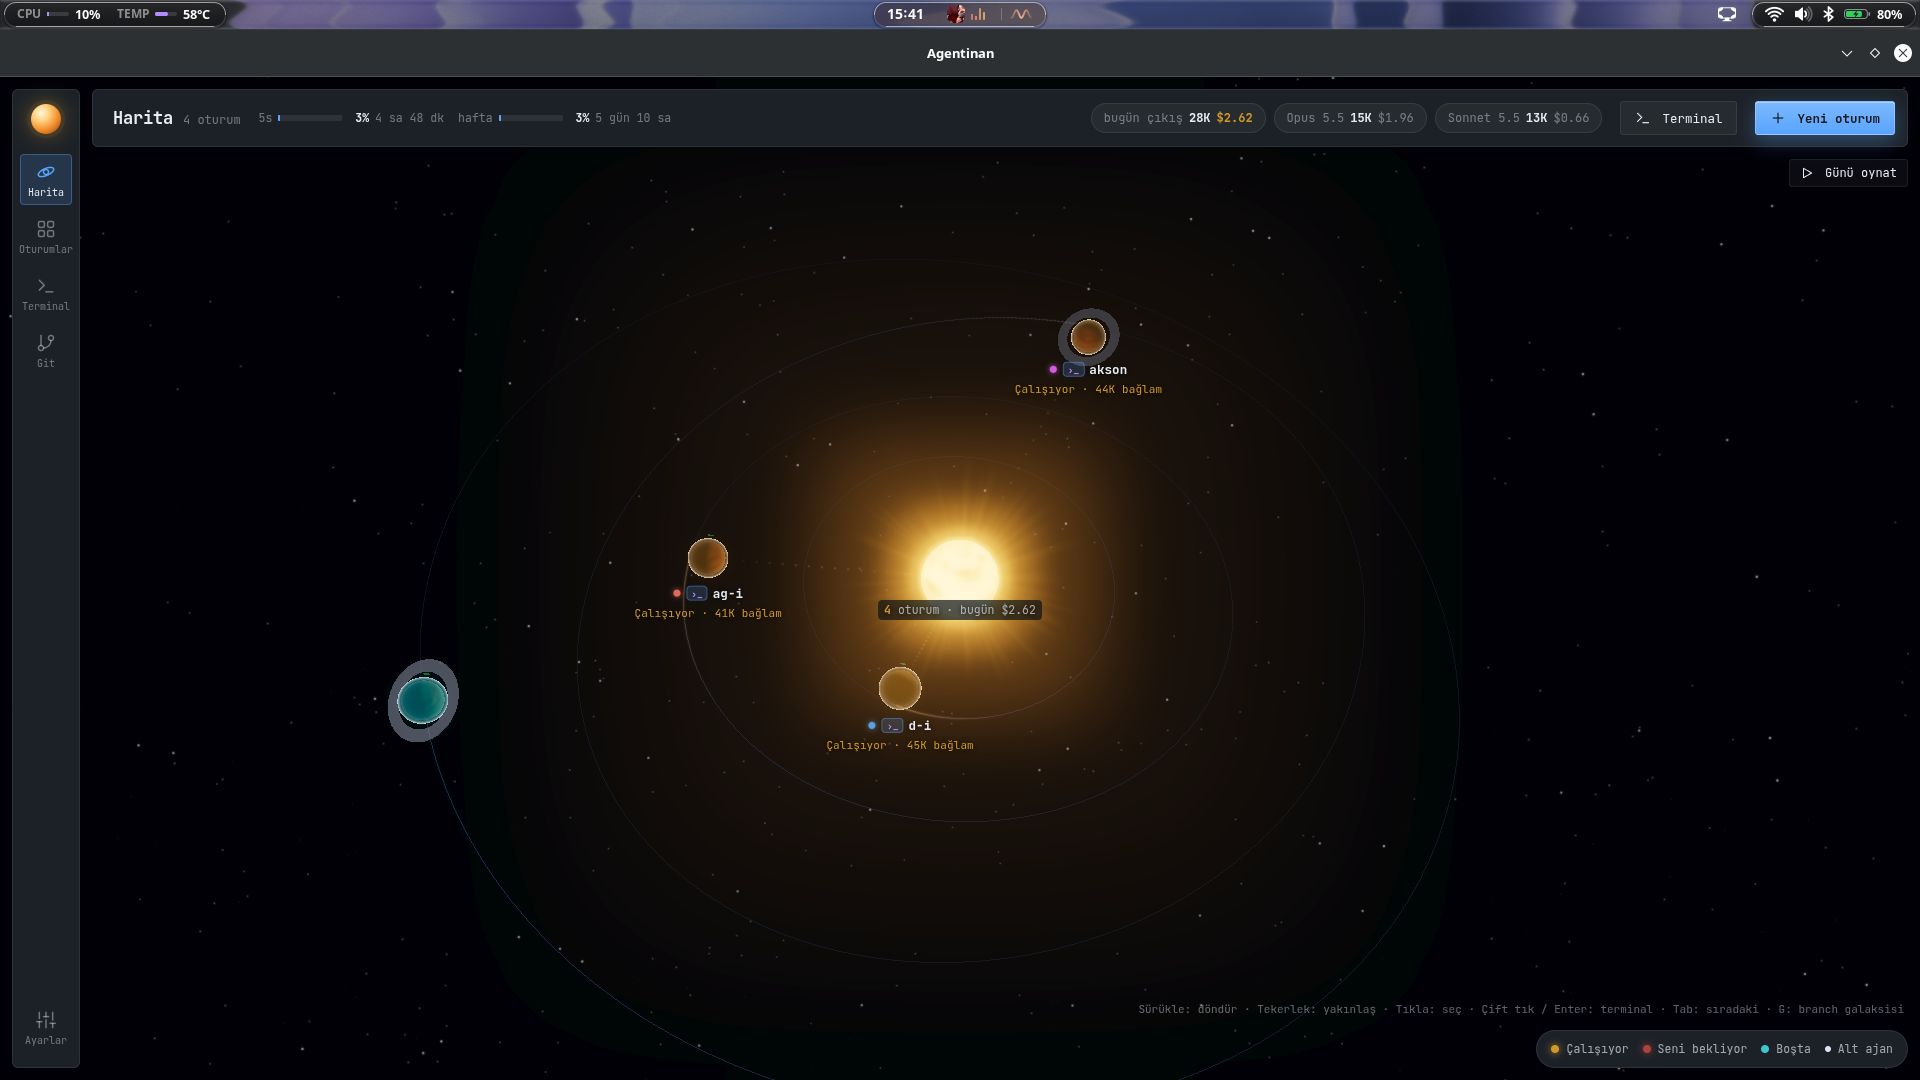 CPU 10% TEMP 58°C
15:41
80%
Agentinan
Harita 4 oturum 5s 3% 4 sa 48 dk hafta 3% 5 gün 10 sa
bugün çıkış 28K $2.62
Opus 5.5 15K $1.96
Sonnet 5.5 13K $0.66
Terminal
Yeni oturum
Günü oynat
Harita
Oturumlar
Terminal
Git
Ayarlar
akson
Çalışıyor · 44K bağlam
ag-i
Çalışıyor · 41K bağlam
4 oturum · bugün $2.62
d-i
Çalışıyor · 45K bağlam
Sürükle: döndür · Tekerlek: yakınlaş · Tıkla: seç · Çift tık / Enter: terminal · Tab: sıradaki · G: branch galaksisi
Çalışıyor Seni bekliyor Boşta Alt ajan